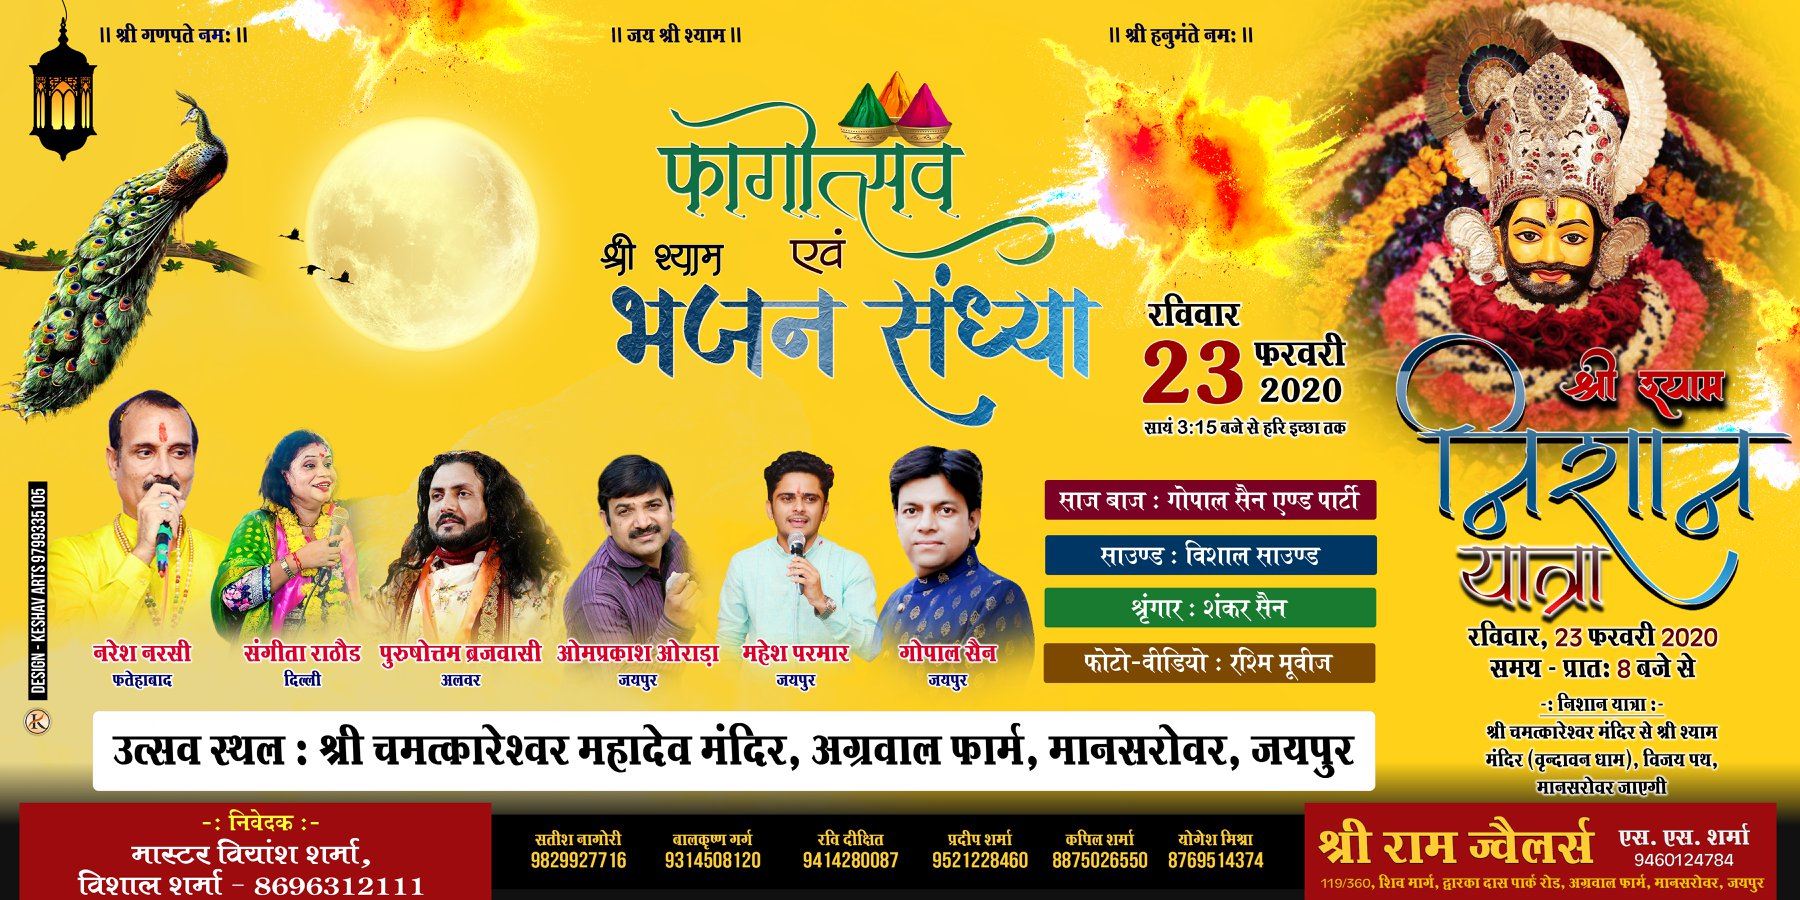 ॥ श्री गणपते नम: ॥
॥ जय श्री श्याम ॥
॥ श्री हनुमंते नम: ॥
फागोत्सव
एवं
श्री श्याम
भजन संध्या
रविवार
23 फरवरी
2020
सायं 3:15 बजे से हरि इच्छा तक
श्री श्याम
निशान
यात्रा
रविवार, 23 फरवरी 2020
समय - प्रात: 8 बजे से
-: निशान यात्रा :-
श्री चमत्कारेश्वर मंदिर से श्री श्याम
मंदिर (वृन्दावन धाम), विजय पथ,
मानसरोवर जाएगी
साज बाज : गोपाल सैन एण्ड पार्टी
साउण्ड : विशाल साउण्ड
श्रृंगार : शंकर सैन
फोटो-वीडियो : रश्मि मूवीज
नरेश नरसी
फतेहाबाद
संगीता राठौड
दिल्ली
पुरुषोत्तम ब्रजवासी
अलवर
ओमप्रकाश ओराड़ा
जयपुर
महेश परमार
जयपुर
गोपाल सैन
जयपुर
DESIGN - KESHAV ARTS 9799335105
उत्सव स्थल : श्री चमत्कारेश्वर महादेव मंदिर, अग्रवाल फार्म, मानसरोवर, जयपुर
-: निवेदक :-
मास्टर वियांश शर्मा,
विशाल शर्मा - 8696312111
सतीश नागोरी
9829927716
बालकृष्ण गर्ग
9314508120
रवि दीक्षित
9414280087
प्रदीप शर्मा
9521228460
कपिल शर्मा
8875026550
योगेश मिश्रा
8769514374
श्री राम ज्वैलर्स
एस. एस. शर्मा
9460124784
119/360, शिव मार्ग, द्वारका दास पार्क रोड, अग्रवाल फार्म, मानसरोवर, जयपुर